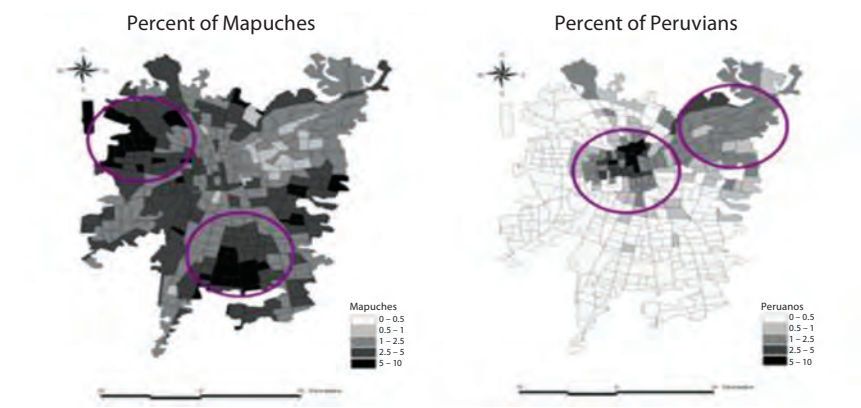 Percent of Mapuches
Percent of Peruvians
Mapuches
0 – 0.5
0.5 – 1
1 – 2.5
2.5 – 5
5 – 10
Peruanos
0 – 0.5
0.5 – 1
1 – 2.5
2.5 – 5
5 – 10